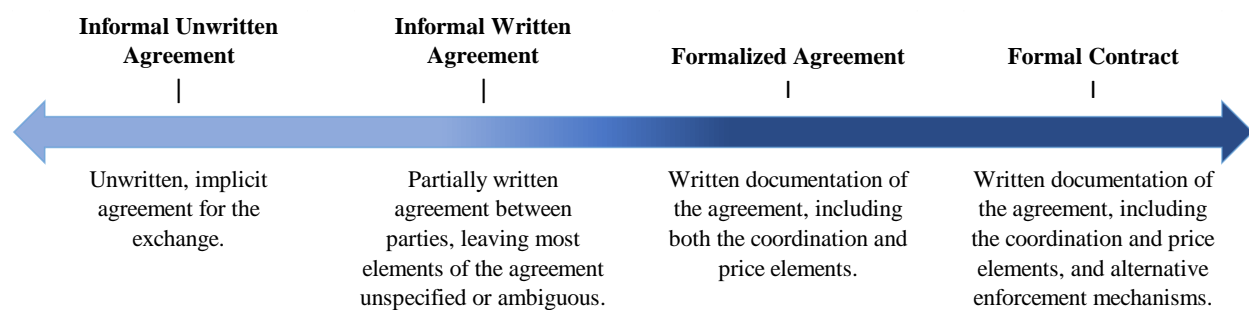 Informal Unwritten
Agreement
Informal Written
Agreement
Formalized Agreement
Formal Contract
Unwritten, implicit
agreement for the
exchange.
Partially written
agreement between
parties, leaving most
elements of the agreement
unspecified or ambiguous.
Written documentation of
the agreement, including
both the coordination and
price elements.
Written documentation of
the agreement, including
the coordination and price
elements, and alternative
enforcement mechanisms.